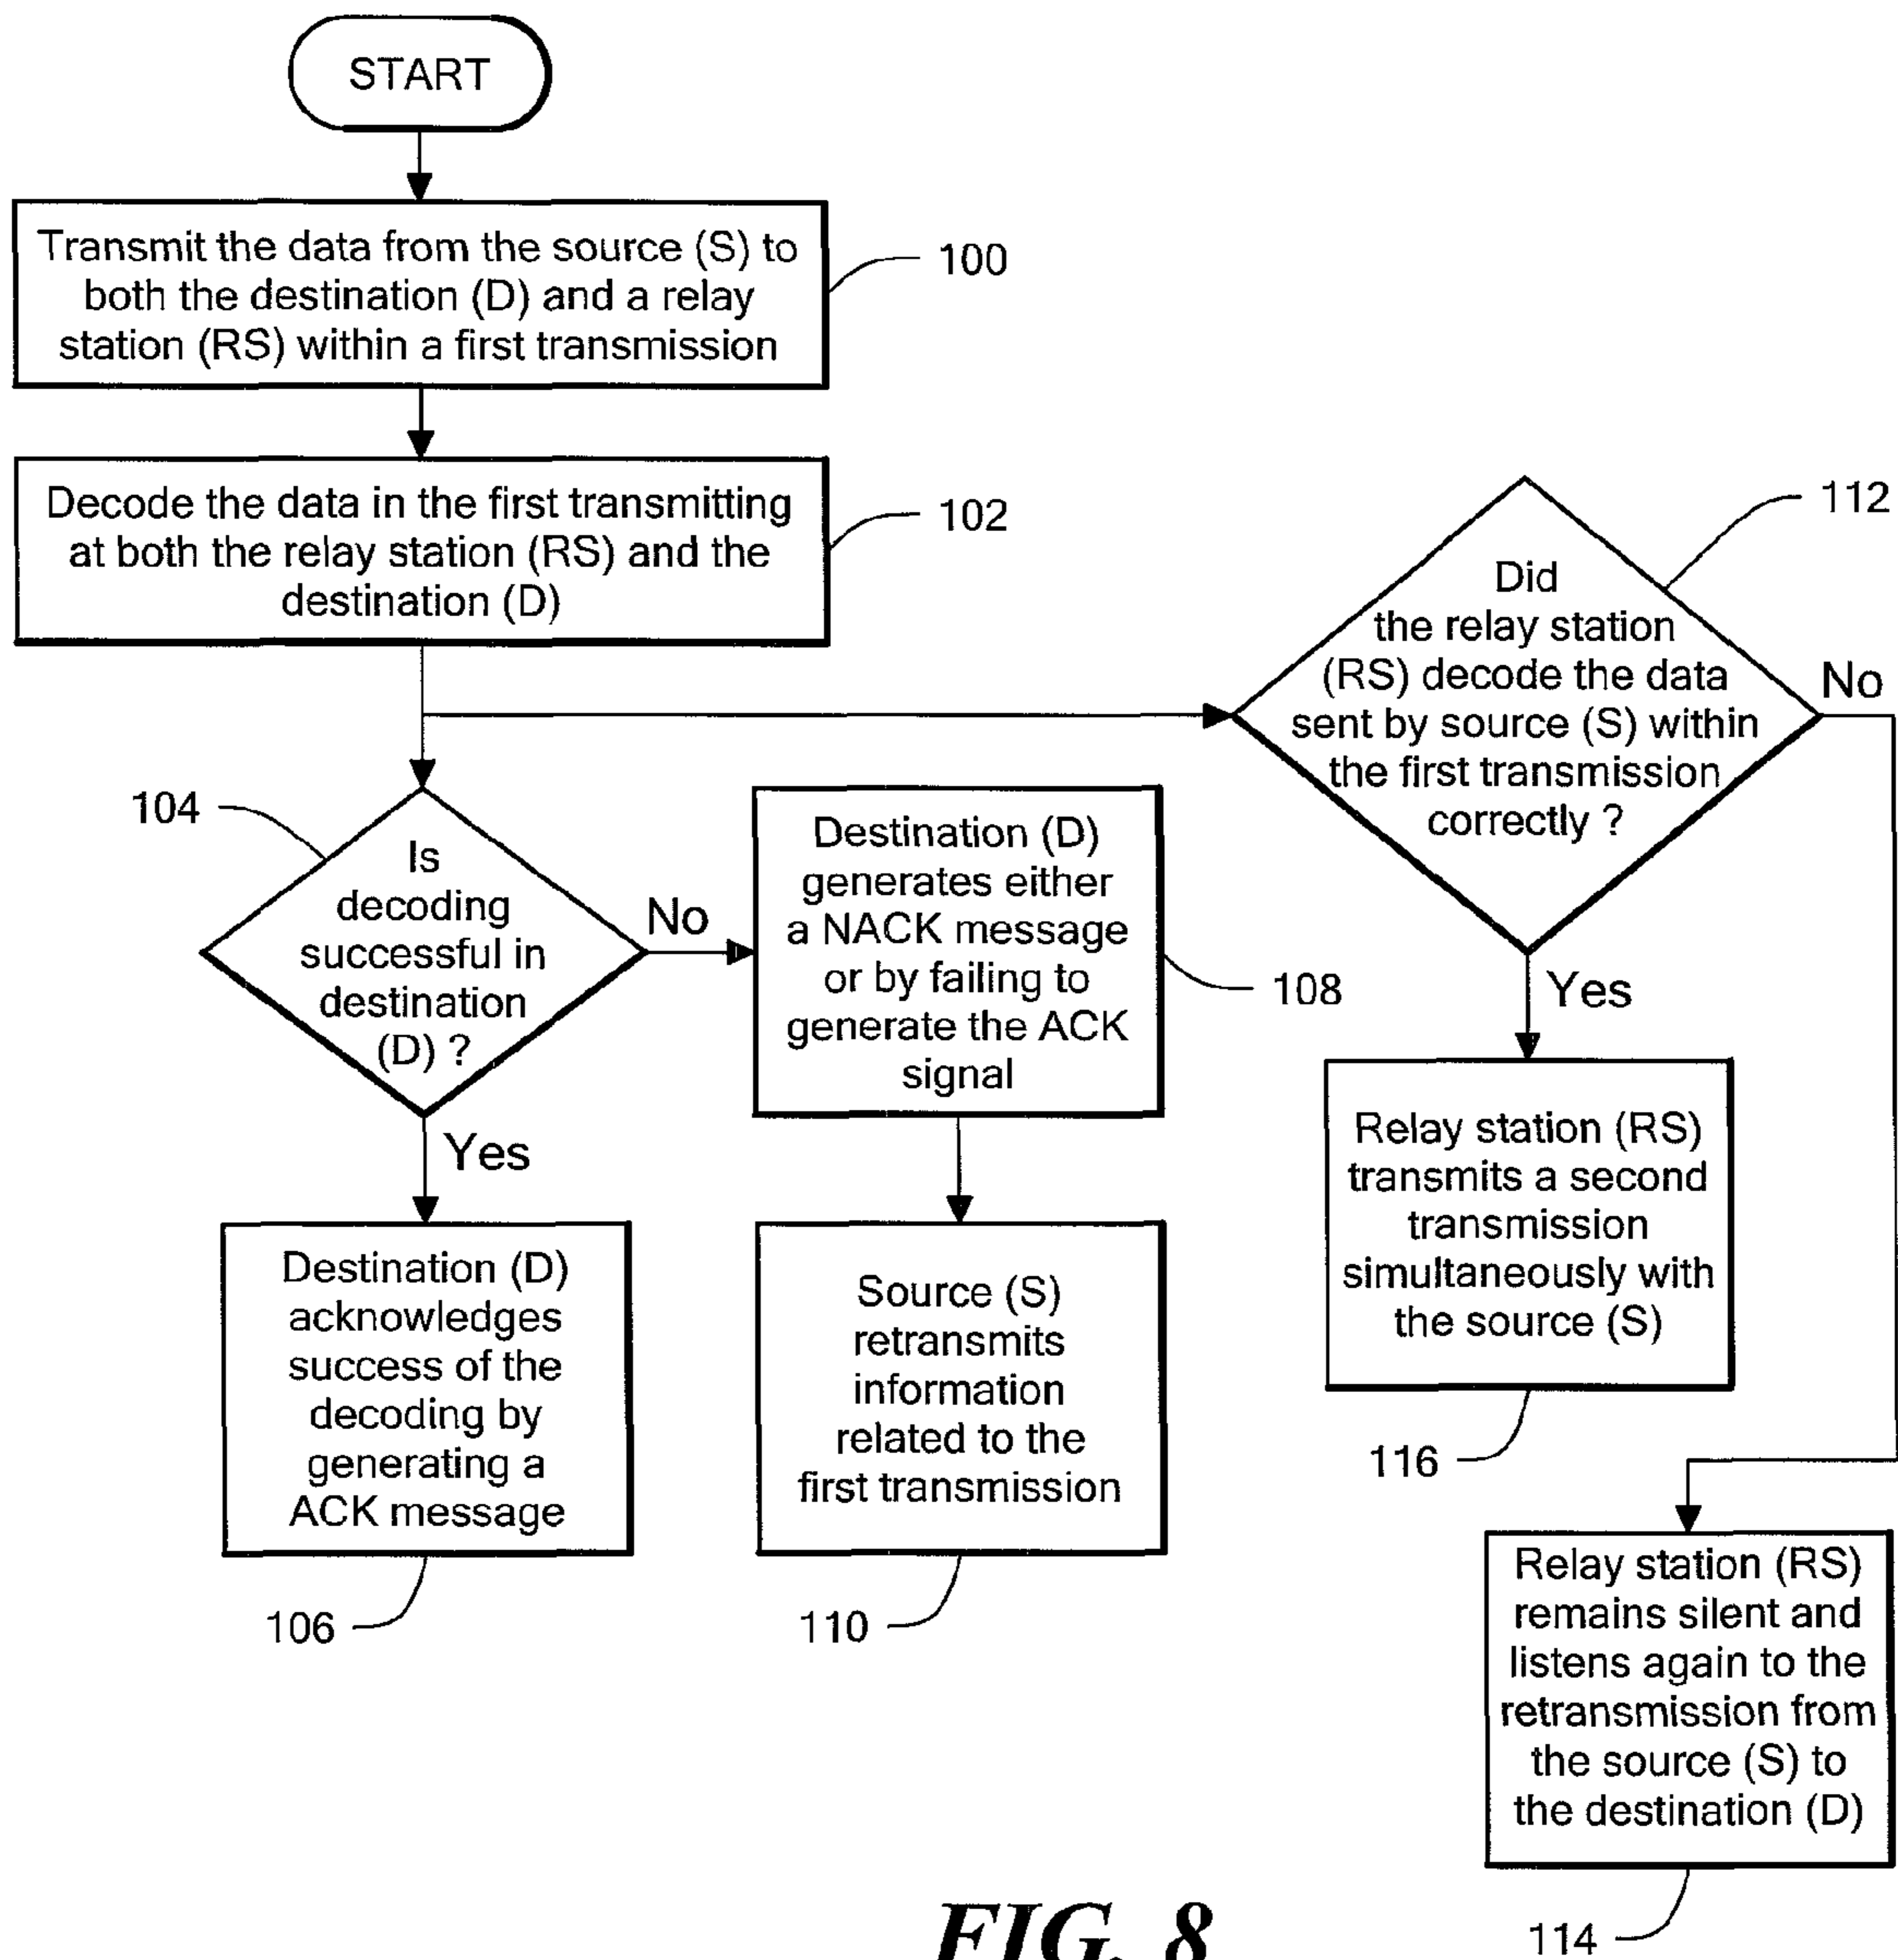 START
Transmit the data from the source (S) to
both the destination (D) and a relay
station (RS) within a first transmission
100
Decode the data in the first transmitting
at both the relay station (RS) and the
destination (D)
102
112
Did
the relay station
(RS) decode the data
sent by source (S) within
the first transmission
correctly ?
No
Yes
104
Is
decoding
successful in
destination
(D) ?
No
Yes
Destination (D)
generates either
a NACK message
or by failing to
generate the ACK
signal
108
Destination (D)
acknowledges
success of the
decoding by
generating a
ACK message
106
Source (S)
retransmits
information
related to the
first transmission
110
Relay station (RS)
transmits a second
transmission
simultaneously with
the source (S)
116
Relay station (RS)
remains silent and
listens again to the
retransmission from
the source (S) to
the destination (D)
114
FIG. 8